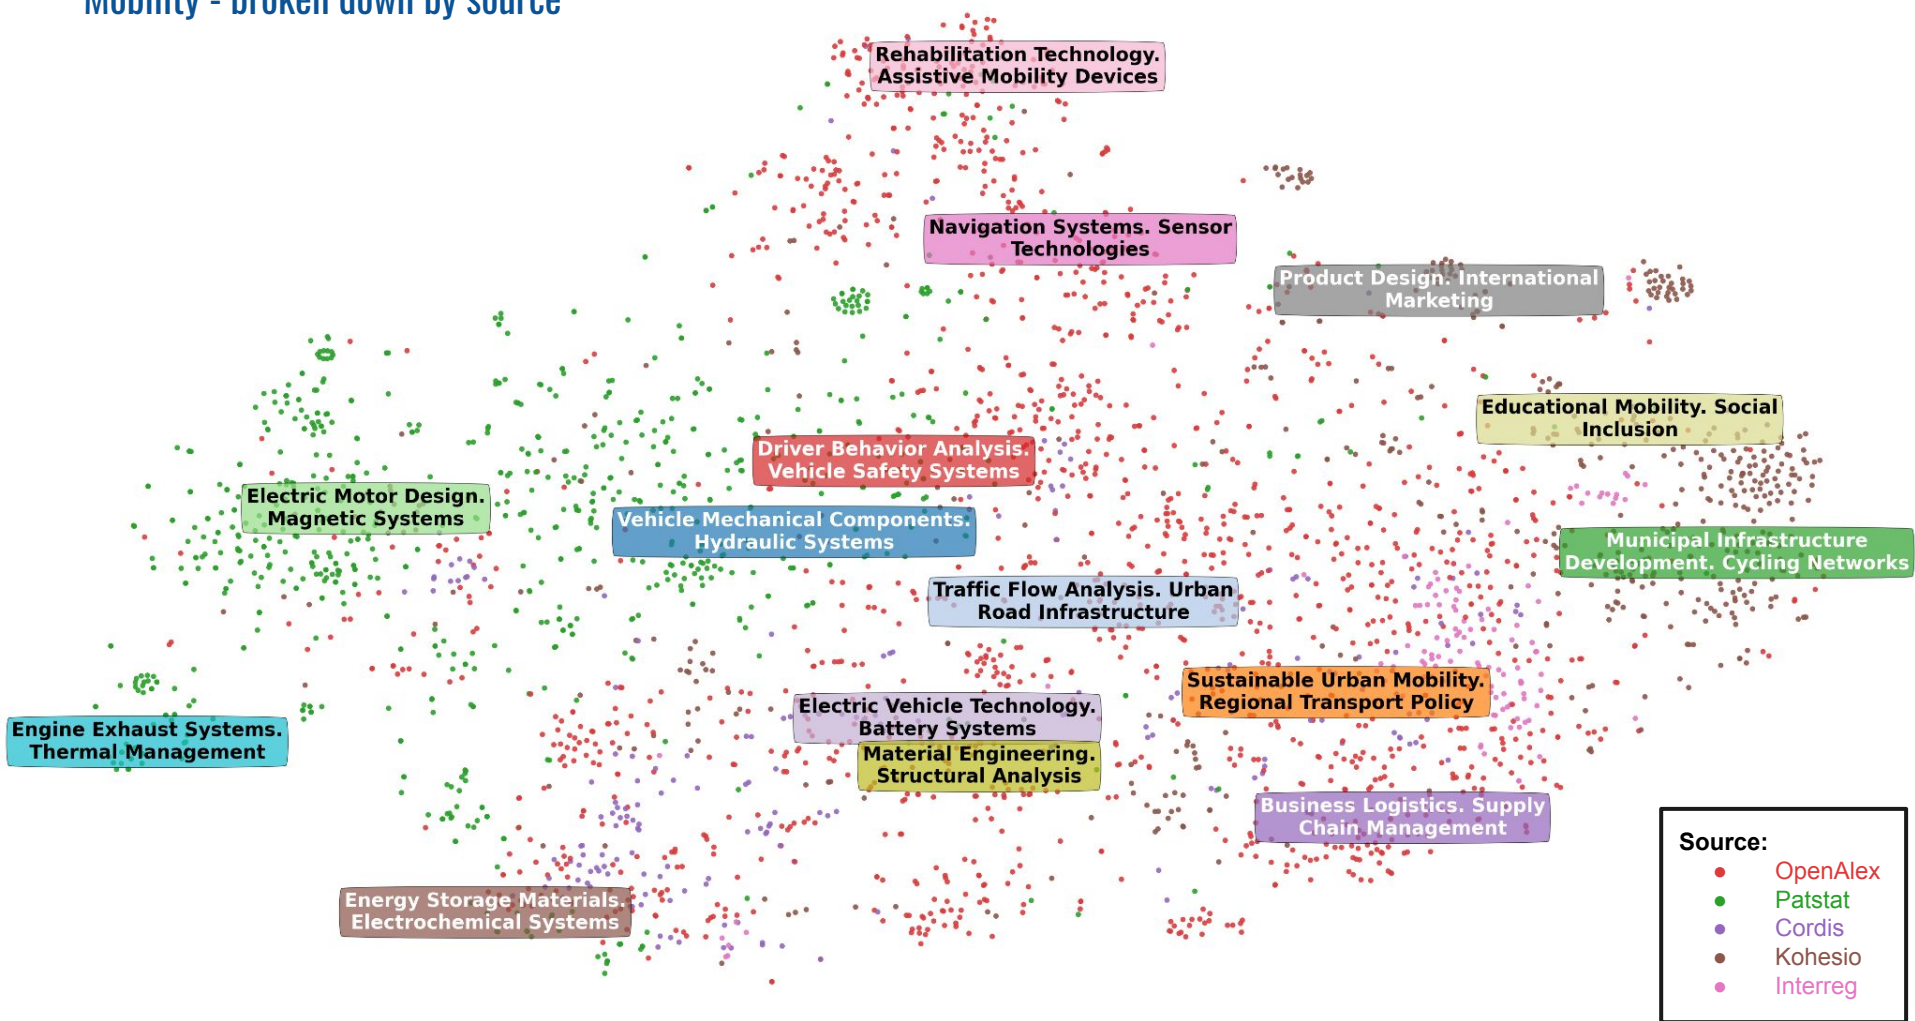 Mobility - broken down by source
Rehabilitation Technology.
Assistive Mobility Devices
Navigation Systems. Sensor
Technologies
Product Design. International
Marketing
Educational Mobility. Social
Inclusion
Driver Behavior Analysis.
Vehicle Safety Systems
Electric Motor Design.
Magnetic Systems
Vehicle Mechanical Components.
Hydraulic Systems
Municipal Infrastructure
Development. Cycling Networks
Traffic Flow Analysis. Urban
Road Infrastructure
Sustainable Urban Mobility.
Regional Transport Policy
Electric Vehicle Technology.
Battery Systems
Engine Exhaust Systems.
Thermal Management
Material Engineering.
Structural Analysis
Business Logistics. Supply
Chain Management
Energy Storage Materials.
Electrochemical Systems
Source:
OpenAlex
Patstat
Cordis
Kohesio
Interreg